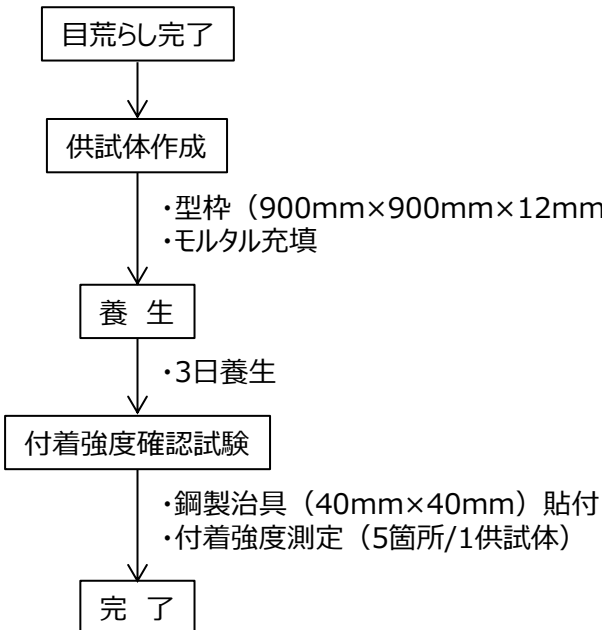 目荒らし完了
供試体作成
・型枠（900mm×900mm×12mm
・モルタル充填
養 生
・3日養生
付着強度確認試験
・鋼製治具（40mm×40mm）貼付
・付着強度測定（5箇所/1供試体）
完 了